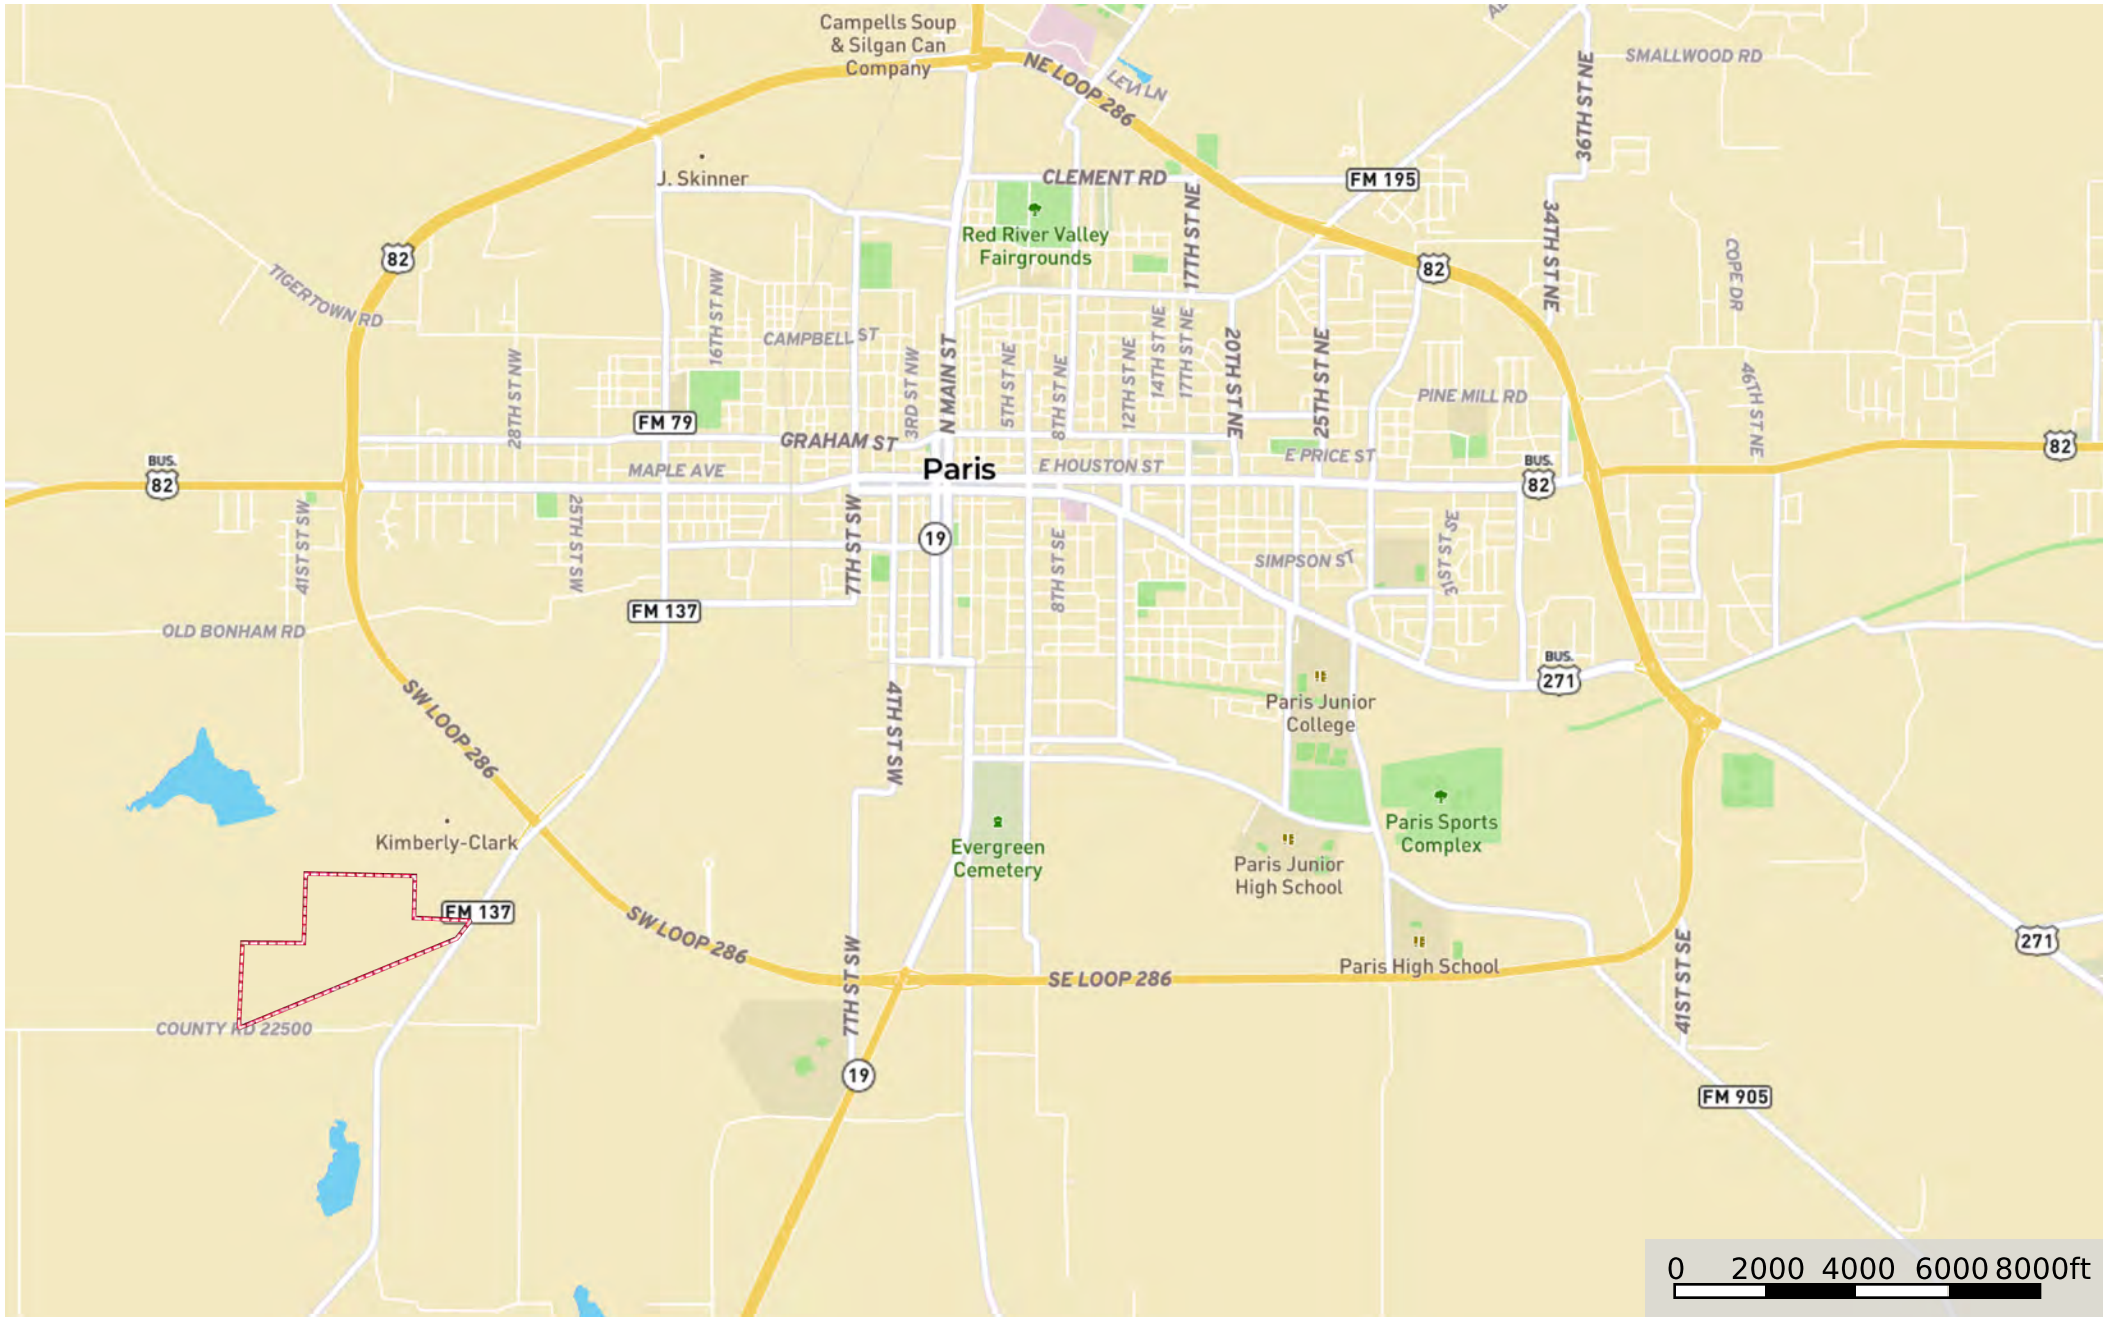 Campells Soup
& Silgan Can
Company
NE LOOP 286
LEVI LN
36TH ST NE
SMALLWOOD RD
J. Skinner
CLEMENT RD
FM 195
17TH ST NE
34TH ST NE
Red River Valley
Fairgrounds
82
82
TIGERTOWN RD
COPE DR
16TH ST NW
CAMPBELL ST
28TH ST NW
3RD ST NW
N MAIN ST
5TH ST NE
8TH ST NE
12TH ST NE
14TH ST NE
17TH ST NE
20TH ST NE
25TH ST NE
PINE MILL RD
46TH ST NE
FM 79
GRAHAM ST
MAPLE AVE
Paris
E HOUSTON ST
E PRICE ST
BUS.
82
BUS.
82
82
41ST ST SW
25TH ST SW
7TH ST SW
19
8TH ST SE
SIMPSON ST
31ST ST SE
FM 137
OLD BONHAM RD
BUS.
271
SW LOOP 286
4TH ST SW
Paris Junior
College
Kimberly-Clark
Evergreen
Cemetery
Paris Sports
Complex
Paris Junior
High School
FM 137
SW LOOP 286
7TH ST SW
SE LOOP 286
Paris High School
41ST ST SE
271
COUNTY RD 22500
19
FM 905
0 2000 4000 6000 8000ft